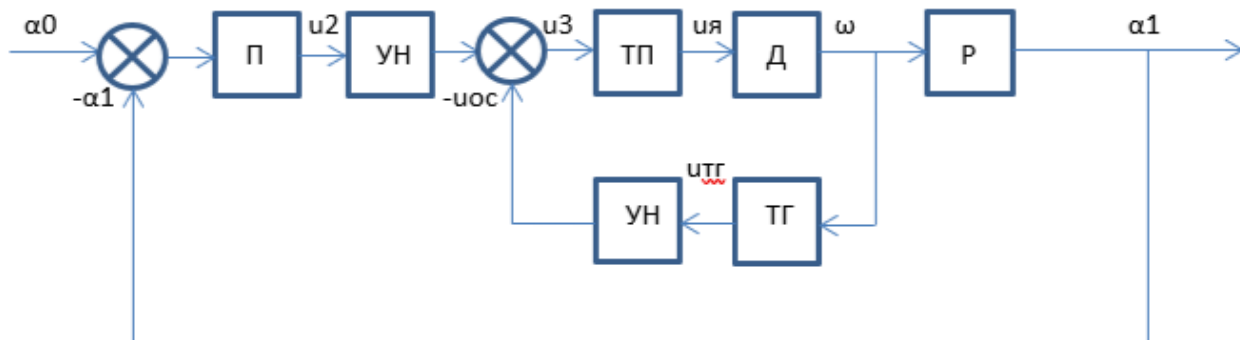 α0
u2
u3
uя
ω
α1
П
УН
ТП
Д
Р
-α1
-uос
uтг
УН
ТГ